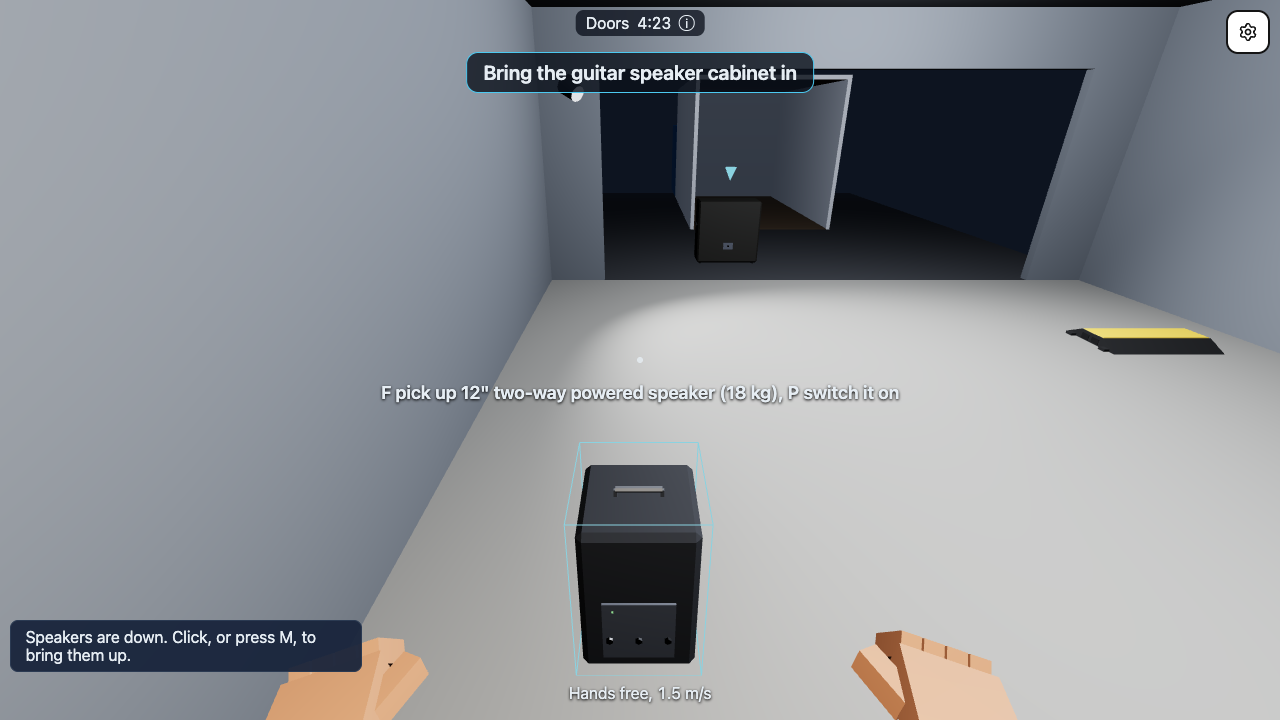 Doors 4:23 ⓘ
Bring the guitar speaker cabinet in
F pick up 12" two-way powered speaker (18 kg), P switch it on
Speakers are down. Click, or press M, to
bring them up.
Hands free, 1.5 m/s